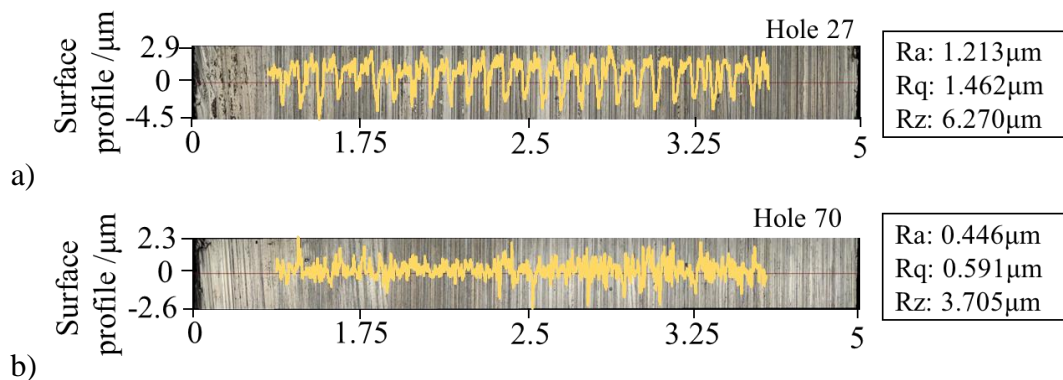 Hole 27
Surface
profile /μm
2.9
0
-4.5
0
1.75
2.5
3.25
5
Ra: 1.213μm
Rq: 1.462μm
Rz: 6.270μm
a)
Hole 70
Surface
profile /μm
2.3
0
-2.6
0
1.75
2.5
3.25
5
Ra: 0.446μm
Rq: 0.591μm
Rz: 3.705μm
b)